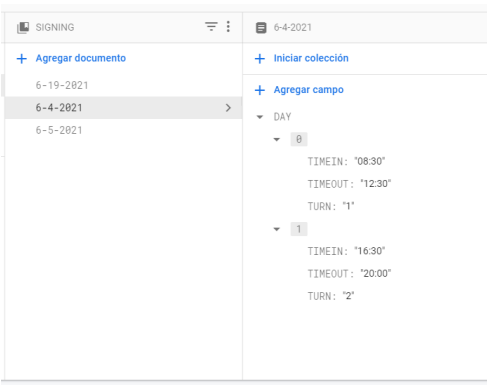 SIGNING
Agregar documento
6-19-2021
6-4-2021
6-5-2021
6-4-2021
Iniciar colección
Agregar campo
DAY
0
TIMEIN: "08:30"
TIMEOUT: "12:30"
TURN: "1"
1
TIMEIN: "16:30"
TIMEOUT: "20:00"
TURN: "2"